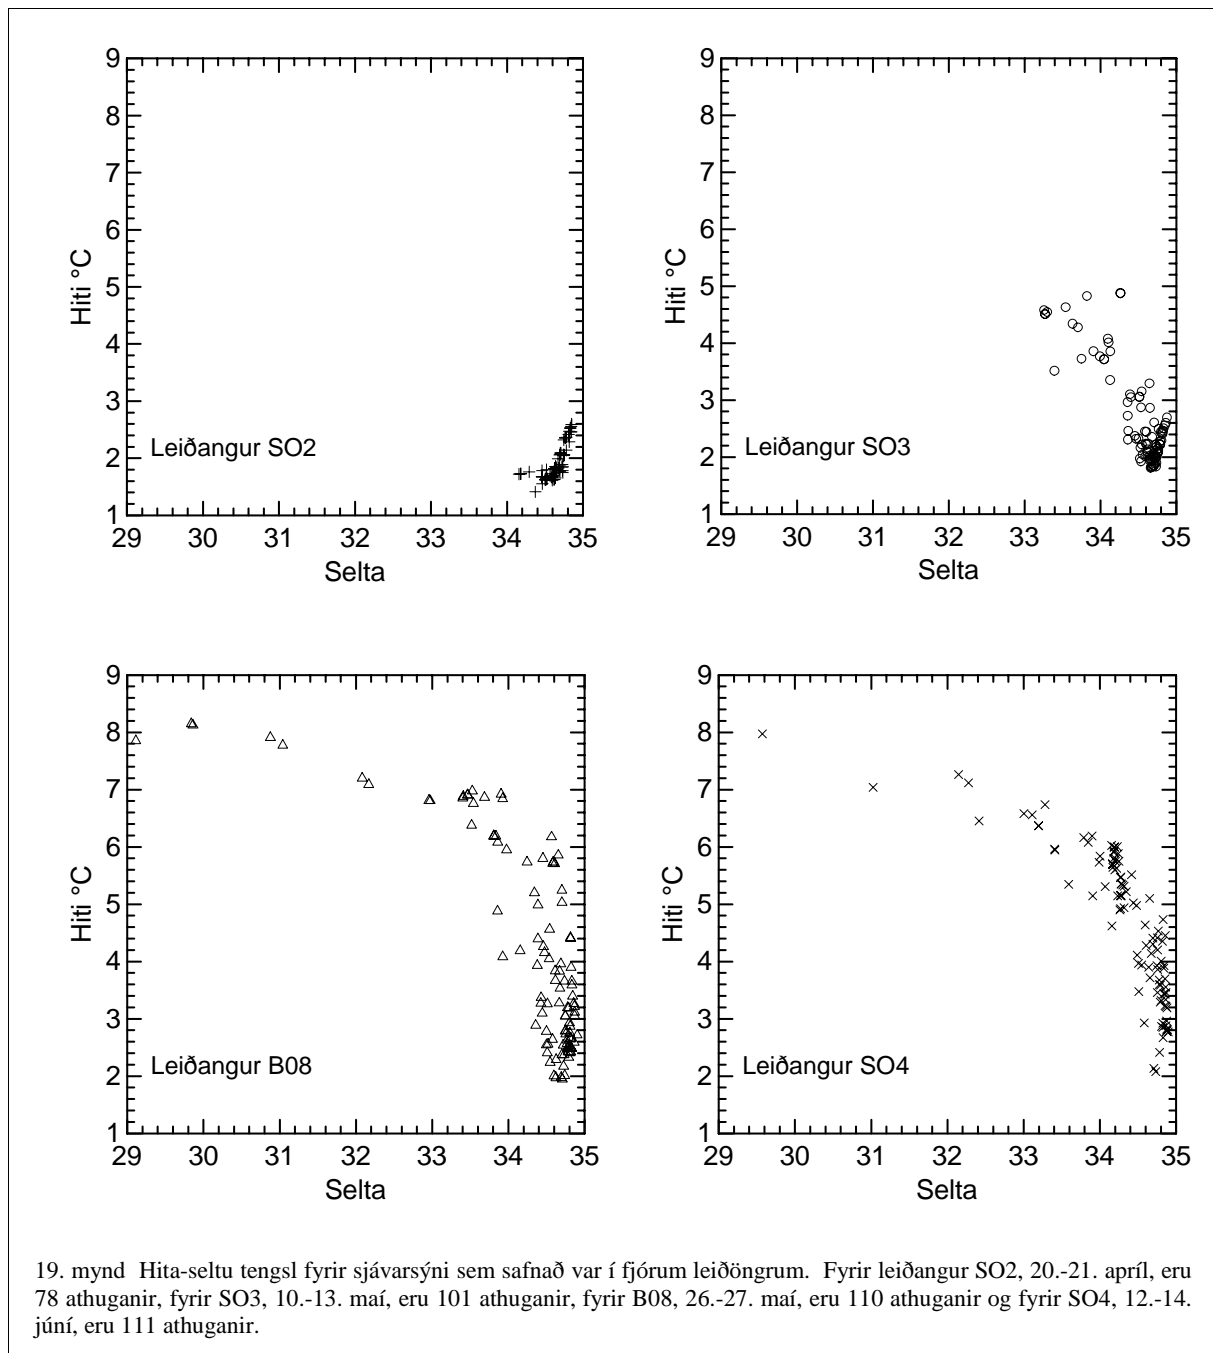 9
8
7
6
5
4
3
2
1
Hiti °C
Leiðangur SO2
29 30 31 32 33 34 35
Selta
9
8
7
6
5
4
3
2
1
Hiti °C
Leiðangur SO3
29 30 31 32 33 34 35
Selta
9
8
7
6
5
4
3
2
1
Hiti °C
Leiðangur B08
29 30 31 32 33 34 35
Selta
9
8
7
6
5
4
3
2
1
Hiti °C
Leiðangur SO4
29 30 31 32 33 34 35
Selta
19. mynd Hita-seltu tengsl fyrir sjávarsýni sem safnað var í fjórum leiðöngrum. Fyrir leiðangur SO2, 20.-21. apríl, eru
78 athuganir, fyrir SO3, 10.-13. maí, eru 101 athuganir, fyrir B08, 26.-27. maí, eru 110 athuganir og fyrir SO4, 12.-14.
júní, eru 111 athuganir.